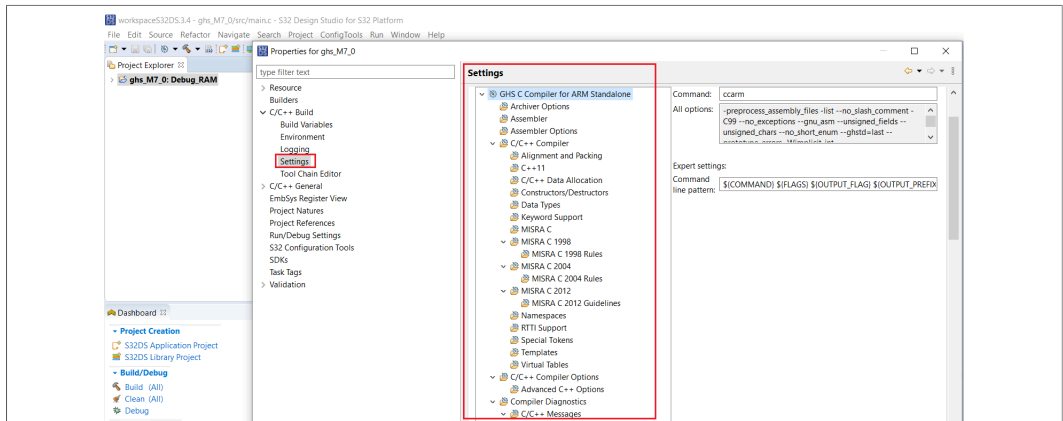 workspaceS32DS.3.4 - ghs_M7_0/src/main.c - S32 Design Studio for S32 Platform
File Edit Source Refactor Navigate Search Project ConfigTools Run Window Help
Project Explorer
ghs_M7_0: Debug_RAM
Dashboard
Project Creation
S32DS Application Project
S32DS Library Project
Build/Debug
Build (All)
Clean (All)
Debug
Properties for ghs_M7_0
type filter text
Resource
Builders
C/C++ Build
Build Variables
Environment
Logging
Settings
Tool Chain Editor
C/C++ General
EmbSys Register View
Project Natures
Project References
Run/Debug Settings
S32 Configuration Tools
SDKs
Task Tags
Validation
Settings
GHS C Compiler for ARM Standalone
Archiver Options
Assembler
Assembler Options
C/C++ Compiler
Alignment and Packing
C++11
C/C++ Data Allocation
Constructors/Destructors
Data Types
Keyword Support
MISRA C
MISRA C 1998
MISRA C 1998 Rules
MISRA C 2004
MISRA C 2004 Rules
MISRA C 2012
MISRA C 2012 Guidelines
Namespaces
RTTI Support
Special Tokens
Templates
Virtual Tables
C/C++ Compiler Options
Advanced C++ Options
Compiler Diagnostics
C/C++ Messages
Command: ccarm
All options: -preprocess_assembly_files -list --no_slash_comment -
C99 --no_exceptions --gnu_asm --unsigned_fields --
unsigned_chars --no_short_enum --ghstd=last --
Expert settings:
Command
line pattern: ${COMMAND} ${FLAGS} ${OUTPUT_FLAG} ${OUTPUT_PREFIX